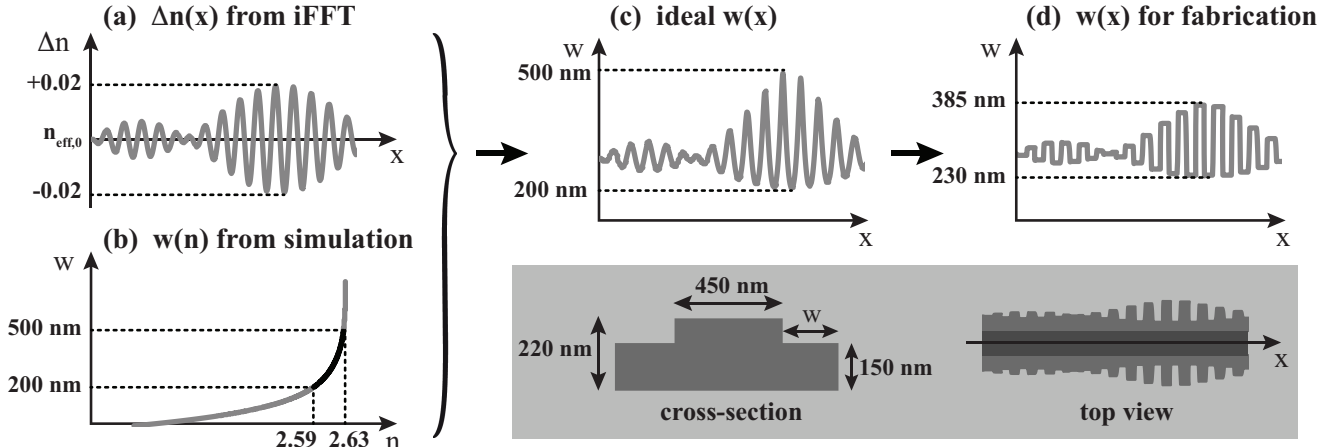 (a) Δn(x) from iFFT
Δn
+0.02
neff,0
-0.02
x
(b) w(n) from simulation
w
500 nm
200 nm
2.59
2.63
n
(c) ideal w(x)
w
500 nm
200 nm
x
(d) w(x) for fabrication
w
385 nm
230 nm
x
450 nm
w
220 nm
150 nm
cross-section
x
top view